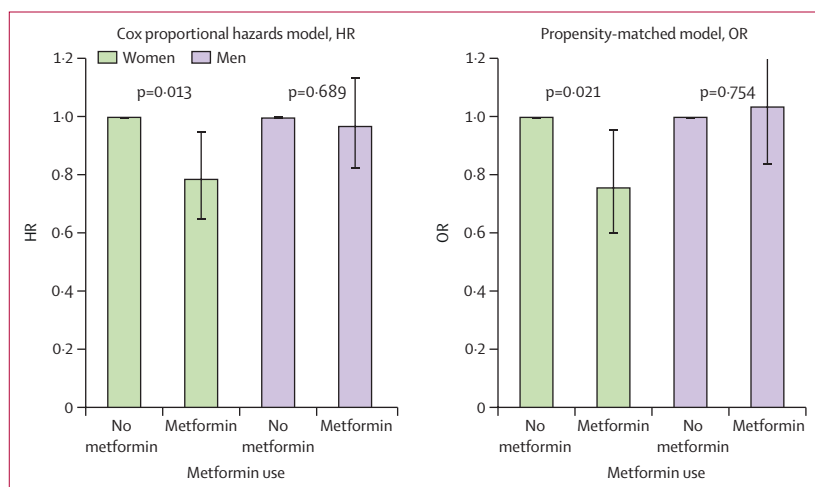 Cox proportional hazards model, HR
Women Men
1·2
1·0
0·8
0·6
0·4
0·2
0
HR
p=0·013
p=0·689
No metformin
Metformin
No metformin
Metformin
Metformin use
Propensity-matched model, OR
1·2
1·0
0·8
0·6
0·4
0·2
0
OR
p=0·021
p=0·754
No metformin
Metformin
No metformin
Metformin
Metformin use